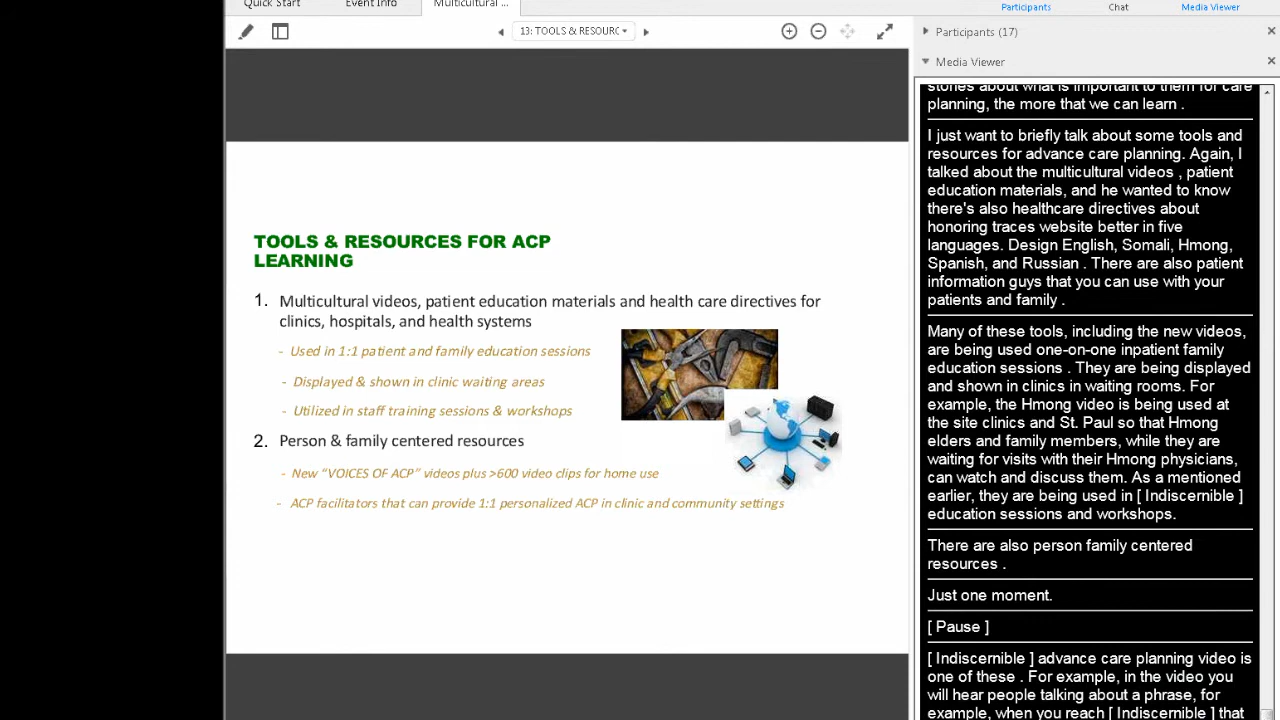 Quick Start Event Info Multicultural ...
Participants Chat Media Viewer
13: TOOLS & RESOURC
Participants (17)
Media Viewer
TOOLS & RESOURCES FOR ACP
LEARNING
1. Multicultural videos, patient education materials and health care directives for
clinics, hospitals, and health systems
- Used in 1:1 patient and family education sessions
- Displayed & shown in clinic waiting areas
- Utilized in staff training sessions & workshops
2. Person & family centered resources
- New “VOICES OF ACP” videos plus >600 video clips for home use
- ACP facilitators that can provide 1:1 personalized ACP in clinic and community settings
stories about what is important to them for care
planning, the more that we can learn .
I just want to briefly talk about some tools and
resources for advance care planning. Again, I
talked about the multicultural videos , patient
education materials, and he wanted to know
there's also healthcare directives about
honoring traces website better in five
languages. Design English, Somali, Hmong,
Spanish, and Russian . There are also patient
information guys that you can use with your
patients and family .
Many of these tools, including the new videos,
are being used one-on-one inpatient family
education sessions . They are being displayed
and shown in clinics in waiting rooms. For
example, the Hmong video is being used at
the site clinics and St. Paul so that Hmong
elders and family members, while they are
waiting for visits with their Hmong physicians,
can watch and discuss them. As a mentioned
earlier, they are being used in [ Indiscernible ]
education sessions and workshops.
There are also person family centered
resources .
Just one moment.
[ Pause ]
[ Indiscernible ] advance care planning video is
one of these . For example, in the video you
will hear people talking about a phrase, for
example, when you reach [ Indiscernible ] that